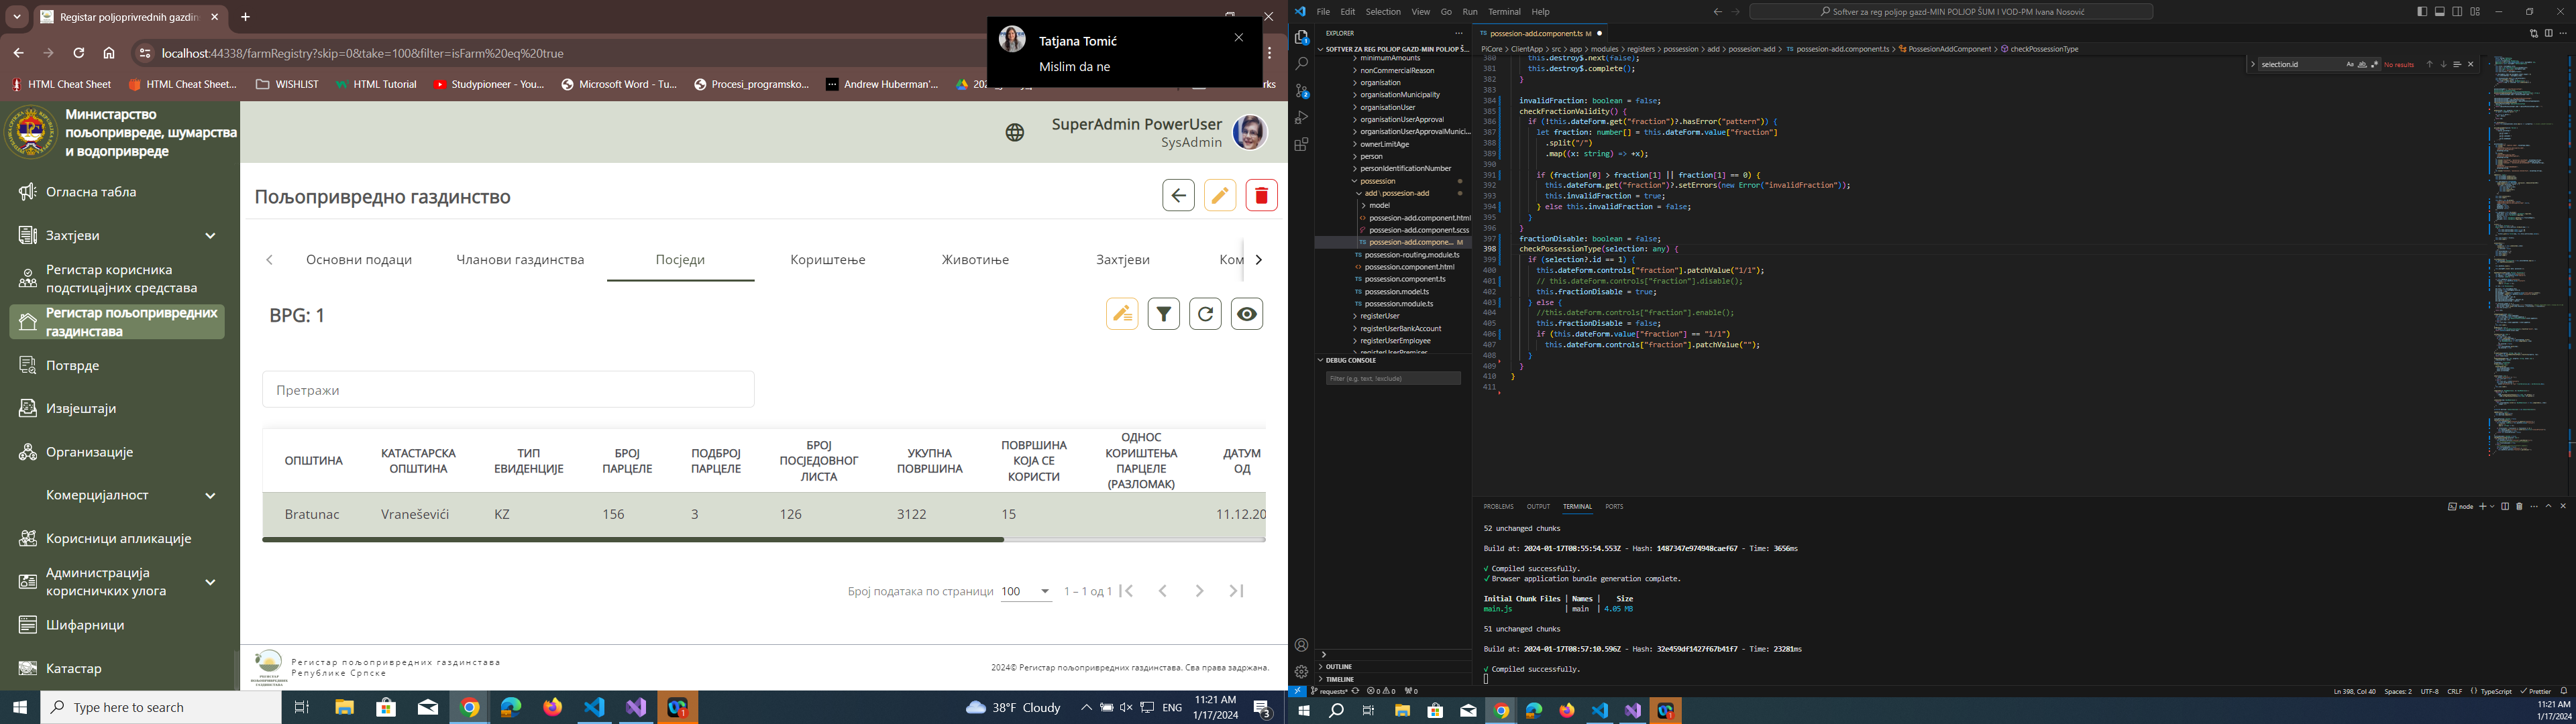 Registar poljoprivrednih gazdin
localhost:44338/farmRegistry?skip=0&take=100&filter=isFarm%20eq%20true
Tatjana Tomić
Mislim da ne
HTML Cheat Sheet
HTML Cheat Sheet...
WISHLIST
HTML Tutorial
Studypioneer - You...
Microsoft Word - Tu...
Procesi_programsko...
Andrew Huberman'...
Министарство
пољопривреде, шумарства
и водопривреде
SuperAdmin PowerUser
SysAdmin
Огласна табла
Захтјеви
Регистар корисника
подстицајних средстава
Регистар пољопривредних
газдинстава
Потврде
Извјештаји
Организације
Комерцијалност
Корисници апликације
Администрација
корисничких улога
Шифарници
Катастар
Пољопривредно газдинство
Основни подаци
Чланови газдинства
Посједи
Кориштење
Животиње
Захтјеви
Ком
BPG: 1
Претражи
ОПШТИНА
КАТАСТАРСКА ОПШТИНА
ТИП ЕВИДЕНЦИЈЕ
БРОЈ ПАРЦЕЛЕ
ПОДБРОЈ ПАРЦЕЛЕ
БРОЈ ПОСЈЕДОВНОГ ЛИСТА
УКУПНА ПОВРШИНА
ПОВРШИНА КОЈА СЕ КОРИСТИ
ОДНОС КОРИШТЕЊА ПАРЦЕЛЕ (РАЗЛОМАК)
ДАТУМ ОД
Bratunac Vraneševići KZ 156 3 126 3122 15 11.12.20
Број података по страници 100 1 – 1 од 1
Регистар пољопривредних газдинстава
Републике Српске
2024© Регистар пољопривредних газдинстава. Сва права задржана.
Type here to search
38°F Cloudy
ENG
11:21 AM
1/17/2024
3
File Edit Selection View Go Run Terminal Help
Softver za reg poljop gazd-MIN POLJOP ŠUM I VOD-PM Ivana Nosović
EXPLORER
SOFTVER ZA REG POLJOP GAZD-MIN POLJOP Š...
minimumAmounts
nonCommercialReason
organisation
organisationMunicipality
organisationUser
organisationUserApproval
organisationUserApprovalMunici...
ownerLimitAge
person
personIdentificationNumber
possession
add \ possesion-add
model
possesion-add.component.html
possesion-add.component.scss
possesion-add.compone... M
possession-routing.module.ts
possession.component.html
possession.component.ts
possession.model.ts
possession.module.ts
registerUser
registerUserBankAccount
registerUserEmployee
registerUserPremises
DEBUG CONSOLE
Filter (e.g. text, !exclude)
OUTLINE
TIMELINE
possesion-add.component.ts M
PiCore > ClientApp > src > app > modules > registers > possession > add > possesion-add > possesion-add.component.ts > PossesionAddComponent > checkPossessionType
selection.id
No results
380 this.destroy$.next(false);
381 this.destroy$.complete();
382 }
383
384 invalidFraction: boolean = false;
385 checkFractionValidity() {
386 if (!this.dateForm.get("fraction")?.hasError("pattern")) {
387 let fraction: number[] = this.dateForm.value["fraction"]
388 .split("/")
389 .map((x: string) => +x);
390
391 if (fraction[0] > fraction[1] || fraction[1] == 0) {
392 this.dateForm.get("fraction")?.setErrors(new Error("invalidFraction"));
393 this.invalidFraction = true;
394 } else this.invalidFraction = false;
395 }
396 }
397 fractionDisable: boolean = false;
398 checkPossessionType(selection: any) {
399 if (selection?.id == 1) {
400 this.dateForm.controls["fraction"].patchValue("1/1");
401 // this.dateForm.controls["fraction"].disable();
402 this.fractionDisable = true;
403 } else {
404 //this.dateForm.controls["fraction"].enable();
405 this.fractionDisable = false;
406 if (this.dateForm.value["fraction"] == "1/1")
407 this.dateForm.controls["fraction"].patchValue("");
408 }
409 }
410 }
411
PROBLEMS OUTPUT TERMINAL PORTS
node
52 unchanged chunks
Build at: 2024-01-17T08:55:54.553Z - Hash: 1487347e974948caef67 - Time: 3656ms
√ Compiled successfully.
√ Browser application bundle generation complete.
Initial Chunk Files | Names | Size
main.js | main | 4.05 MB
51 unchanged chunks
Build at: 2024-01-17T08:57:10.596Z - Hash: 32e459df1427f67b41f7 - Time: 23281ms
√ Compiled successfully.
requests* 0 0 0
Ln 398, Col 40 Spaces: 2 UTF-8 CRLF TypeScript Prettier
11:21 AM
1/17/2024